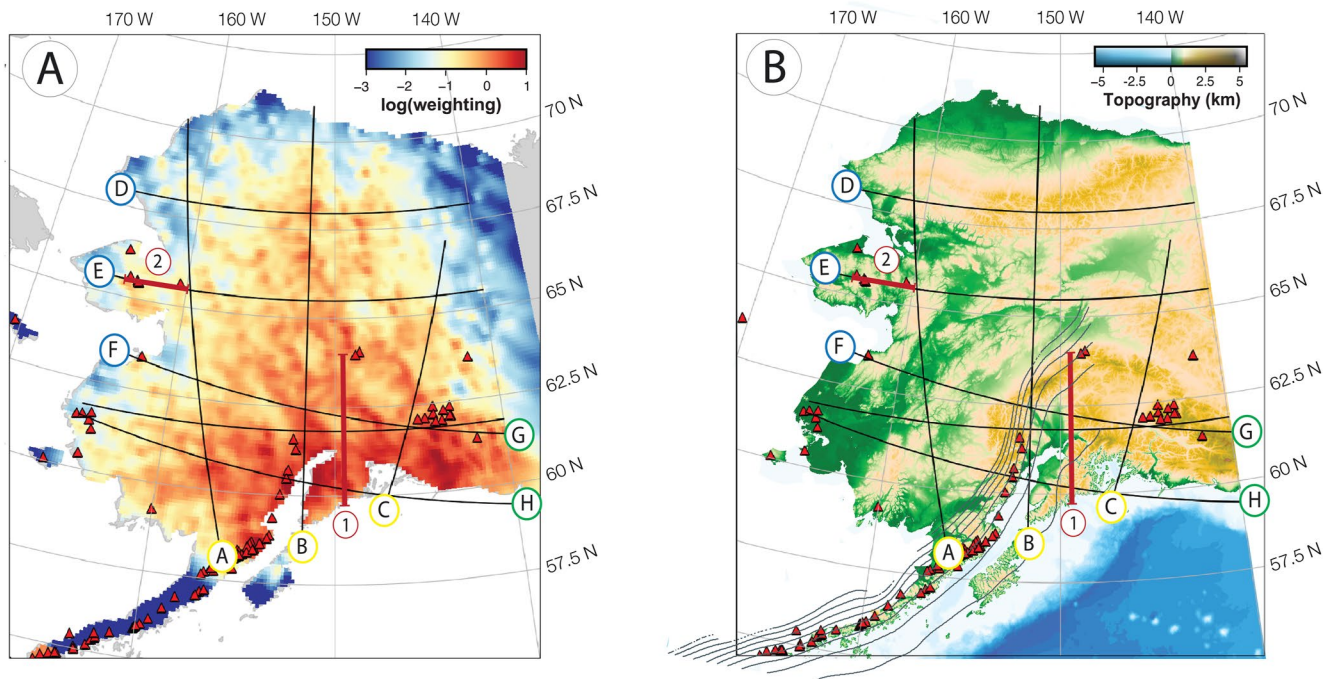 170 W 160 W 150 W 140 W
A
-3 -2 -1 0 1
log(weighting)
70 N
67.5 N
65 N
62.5 N
60 N
57.5 N
D
2
E
F
G
H
C
1
A
B
170 W 160 W 150 W 140 W
B
-5 -2.5 0 2.5 5
Topography (km)
70 N
67.5 N
65 N
62.5 N
60 N
57.5 N
D
2
E
F
G
H
C
1
A
B